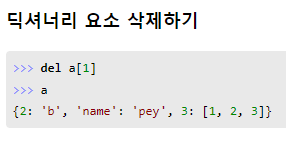 딕셔너리 요소 삭제하기
>>> del a[1]
>>> a
{2: 'b', 'name': 'pey', 3: [1, 2, 3]}